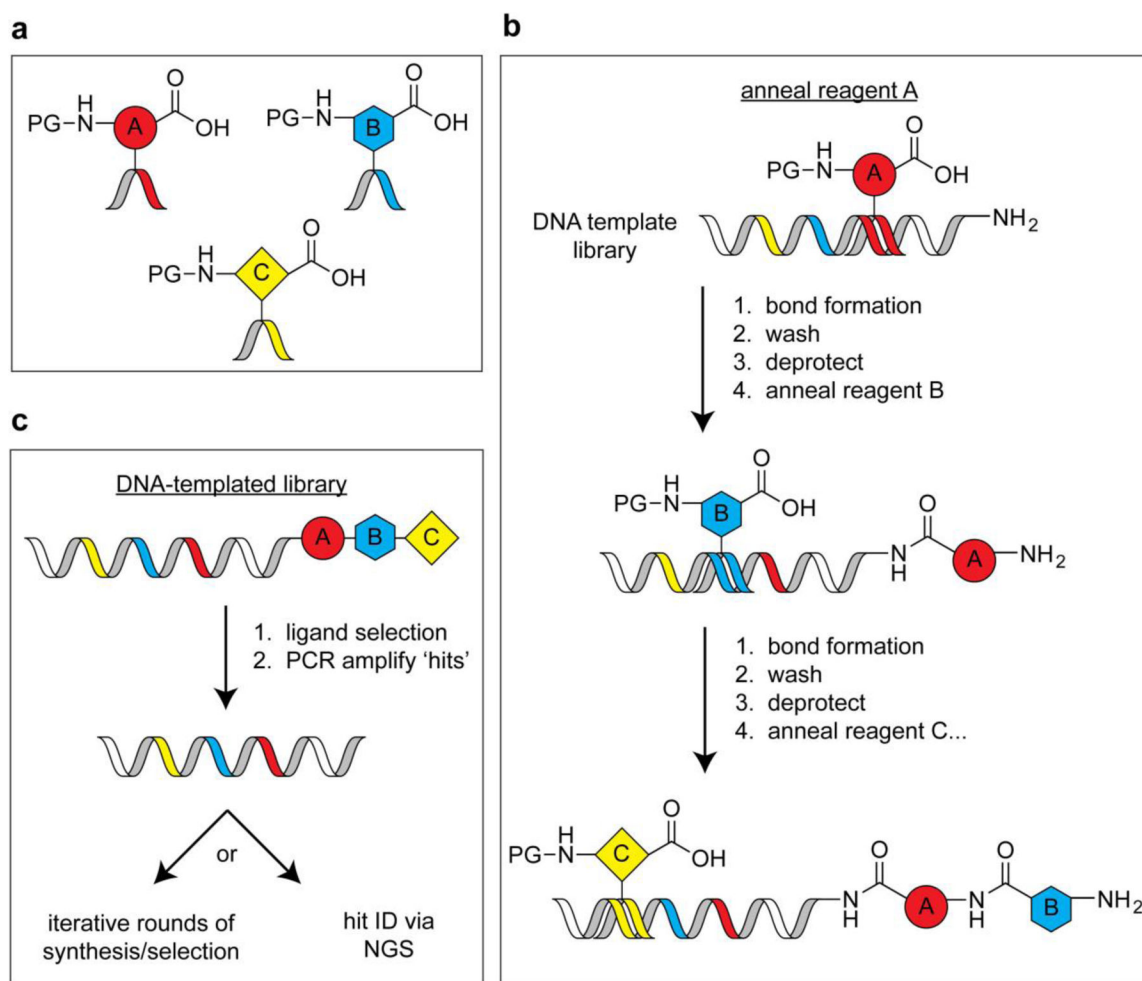 a
PG–N
H
A
O
OH
PG–N
H
B
O
OH
PG–N
H
C
O
OH
b
anneal reagent A
PG–N
H
A
O
OH
DNA template
library
NH2
1. bond formation
2. wash
3. deprotect
4. anneal reagent B
PG–N
H
B
O
OH
N
H
O
A
NH2
1. bond formation
2. wash
3. deprotect
4. anneal reagent C...
PG–N
H
C
O
OH
N
H
O
A
N
H
O
B
NH2
c
DNA-templated library
A
B
C
1. ligand selection
2. PCR amplify ‘hits’
or
iterative rounds of
synthesis/selection
hit ID via
NGS